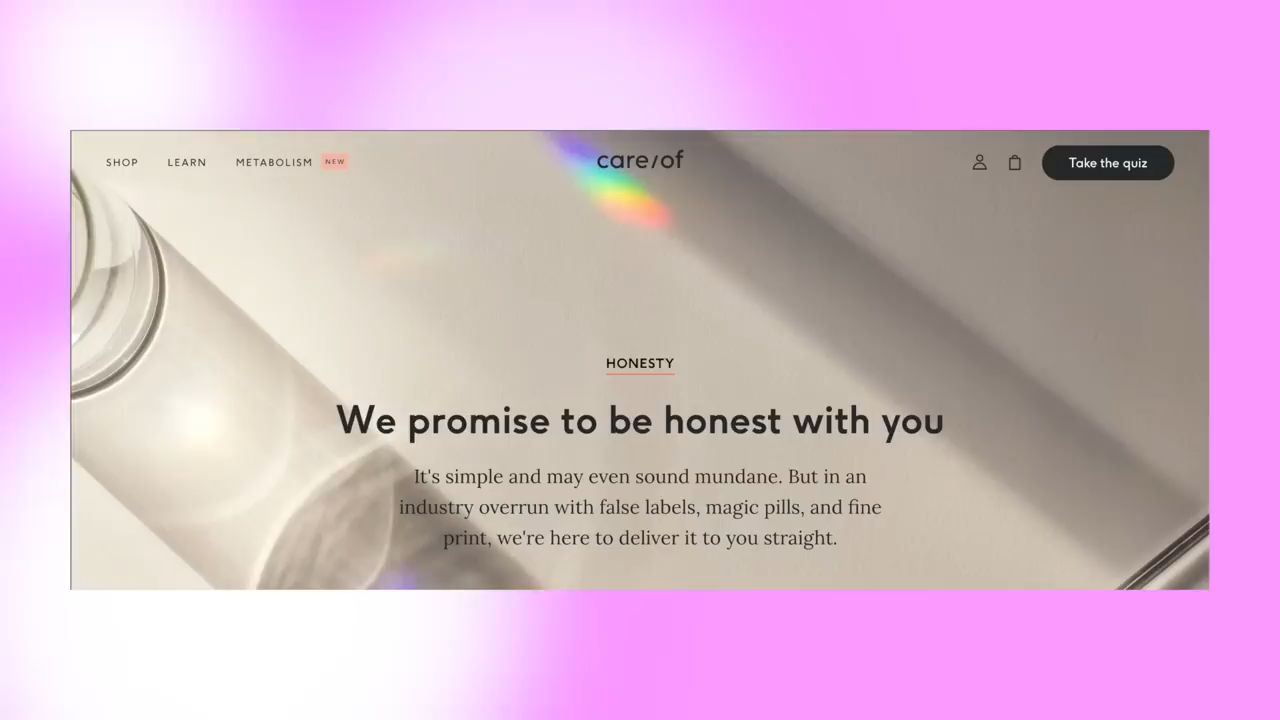 SHOP LEARN METABOLISM NEW care/of Take the quiz
HONESTY
We promise to be honest with you
It's simple and may even sound mundane. But in an
industry overrun with false labels, magic pills, and fine
print, we're here to deliver it to you straight.